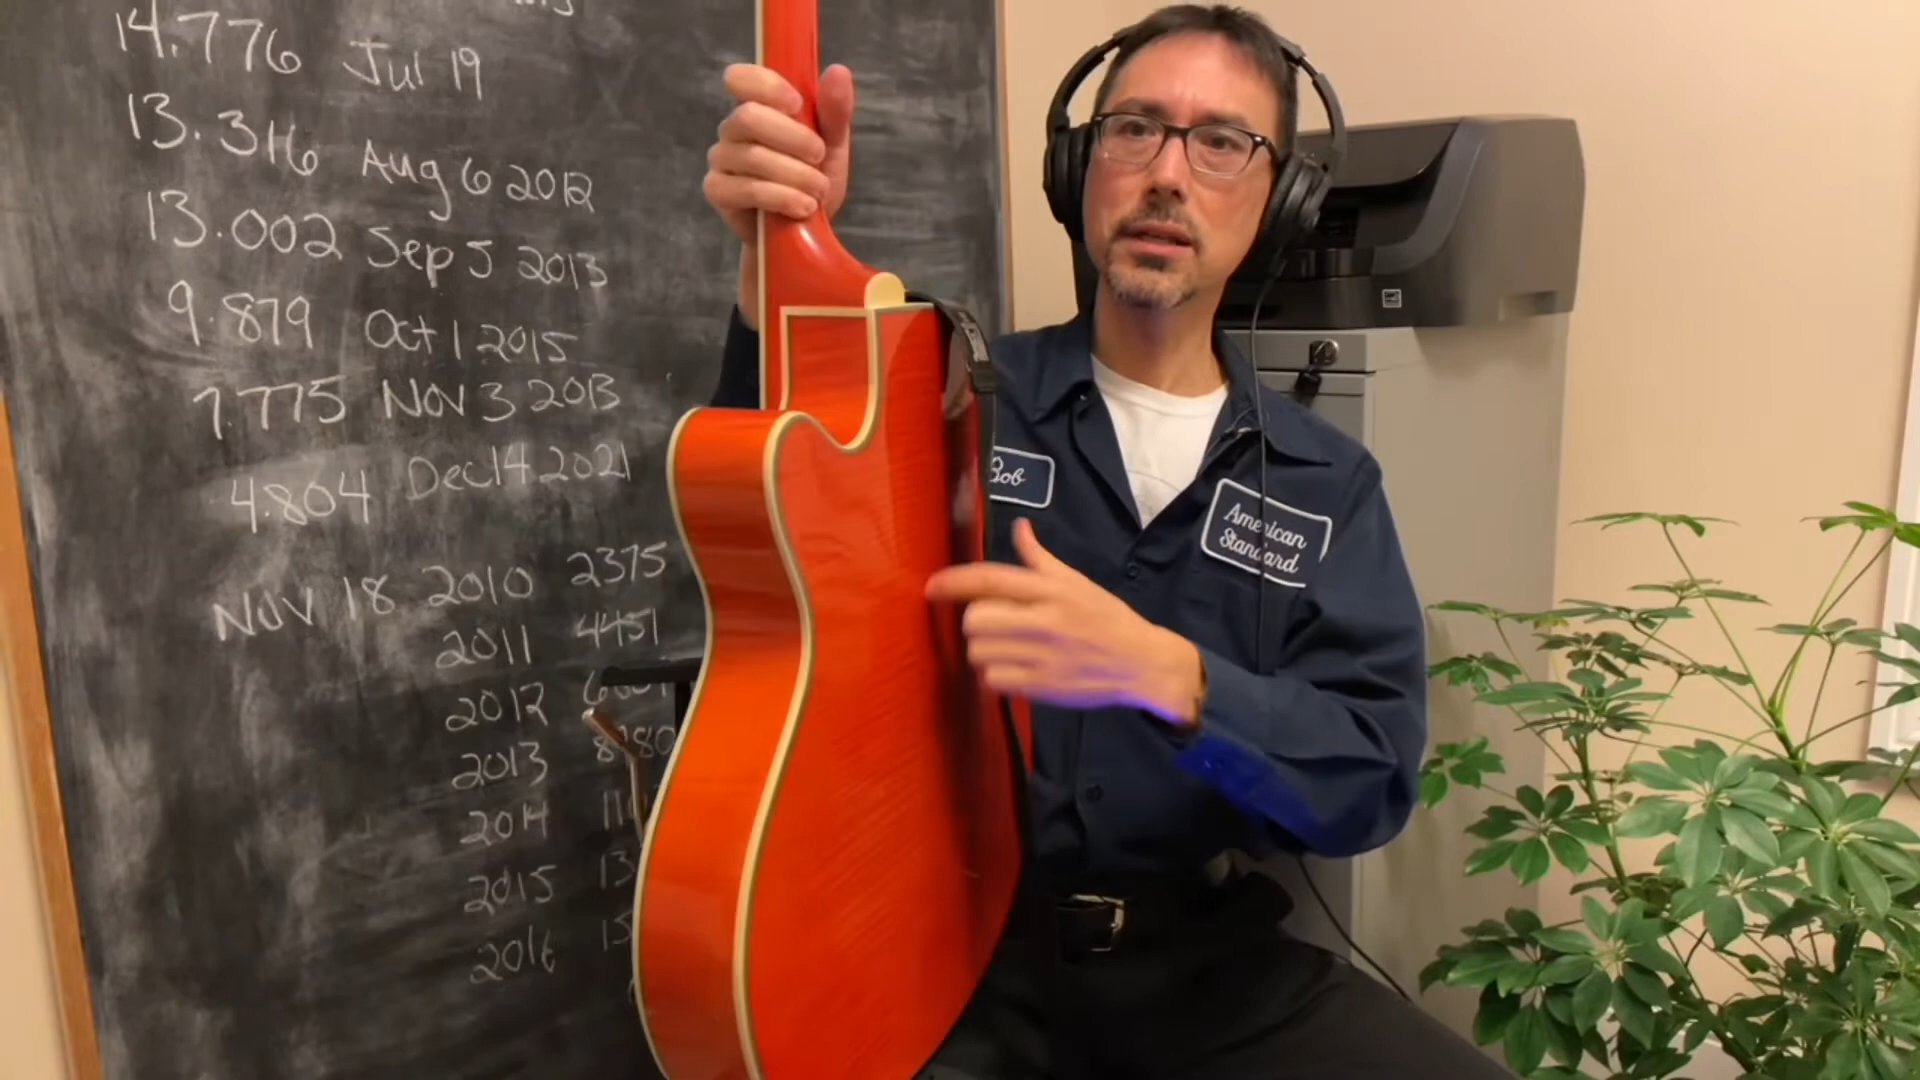 14.776 Jul 19
13.316 Aug 6 2012
13.002 Sep 5 2013
9.879 Oct 1 2015
7.775 Nov 3 2013
4.804 Dec 14 2021
NOV 18 2010 2375
2011 4451
2012
2013
2014
2015
2016
Bob
American
Standard